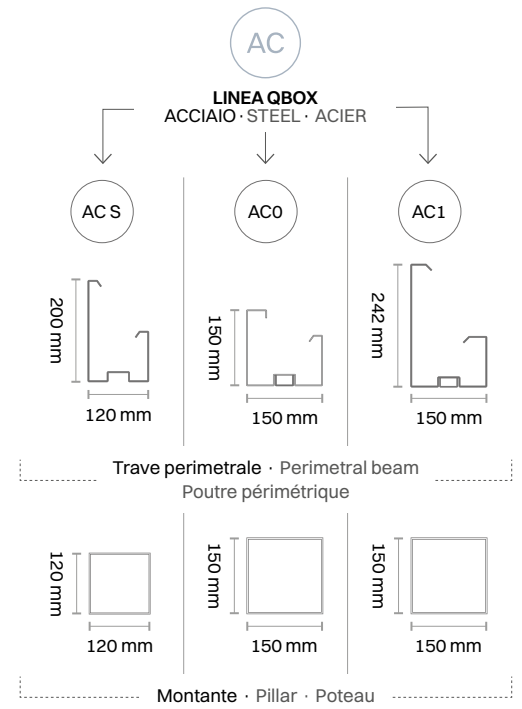 AC
LINEA QBOX
ACCIAIO · STEEL · ACIER
AC S
AC0
AC1
200 mm
120 mm
150 mm
150 mm
242 mm
150 mm
Trave perimetrale · Perimetral beam
Poutre périmétrique
120 mm
120 mm
150 mm
150 mm
150 mm
150 mm
Montante · Pillar · Poteau